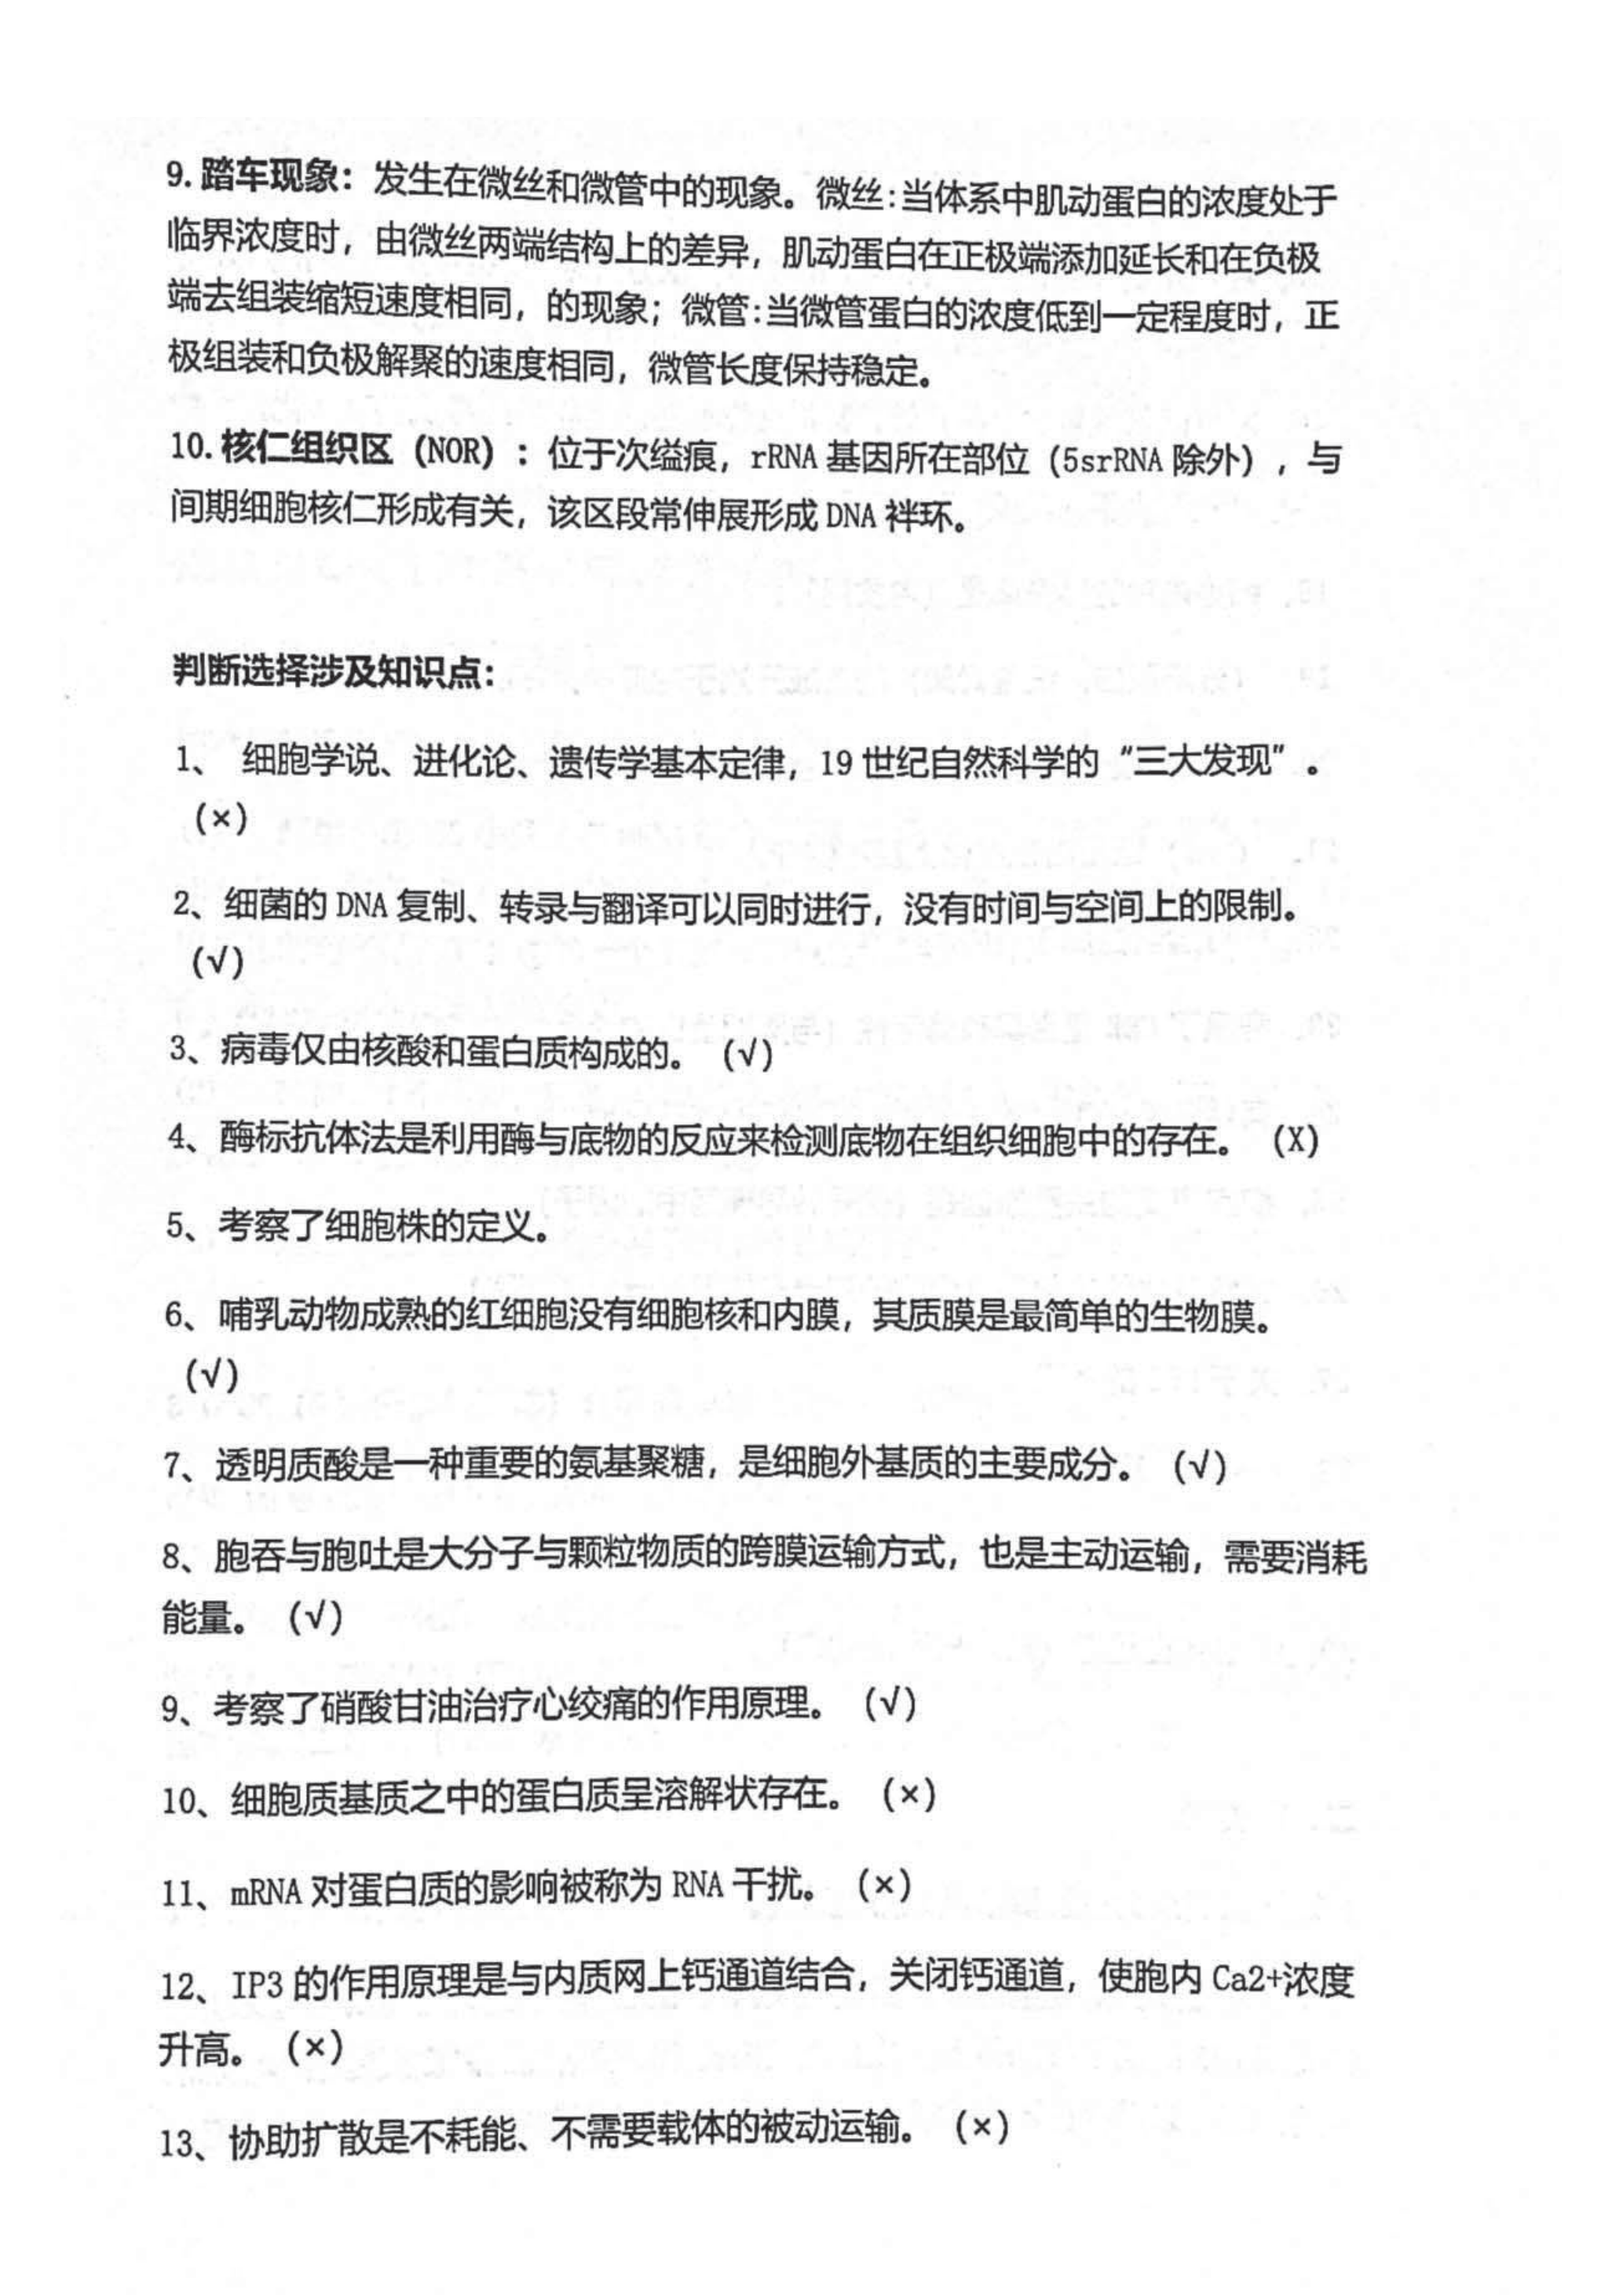 9. 踏车现象：发生在微丝和微管中的现象。微丝:当体系中肌动蛋白的浓度处于
临界浓度时，由微丝两端结构上的差异，肌动蛋白在正极端添加延长和在负极
端去组装缩短速度相同，的现象；微管:当微管蛋白的浓度低到一定程度时，正
极组装和负极解聚的速度相同，微管长度保持稳定。
10. 核仁组织区（NOR）：位于次缢痕，rRNA 基因所在部位（5srRNA 除外），与
间期细胞核仁形成有关，该区段常伸展形成 DNA 袢环。
判断选择涉及知识点：
1、 细胞学说、进化论、遗传学基本定律，19 世纪自然科学的“三大发现”。
（×）
2、细菌的 DNA 复制、转录与翻译可以同时进行，没有时间与空间上的限制。
（√）
3、病毒仅由核酸和蛋白质构成的。（√）
4、酶标抗体法是利用酶与底物的反应来检测底物在组织细胞中的存在。（X）
5、考察了细胞株的定义。
6、哺乳动物成熟的红细胞没有细胞核和内膜，其质膜是最简单的生物膜。
（√）
7、透明质酸是一种重要的氨基聚糖，是细胞外基质的主要成分。（√）
8、胞吞与胞吐是大分子与颗粒物质的跨膜运输方式，也是主动运输，需要消耗
能量。（√）
9、考察了硝酸甘油治疗心绞痛的作用原理。（√）
10、细胞质基质之中的蛋白质呈溶解状存在。（×）
11、mRNA 对蛋白质的影响被称为 RNA 干扰。（×）
12、IP3 的作用原理是与内质网上钙通道结合，关闭钙通道，使胞内 Ca2+浓度
升高。（×）
13、协助扩散是不耗能、不需要载体的被动运输。（×）